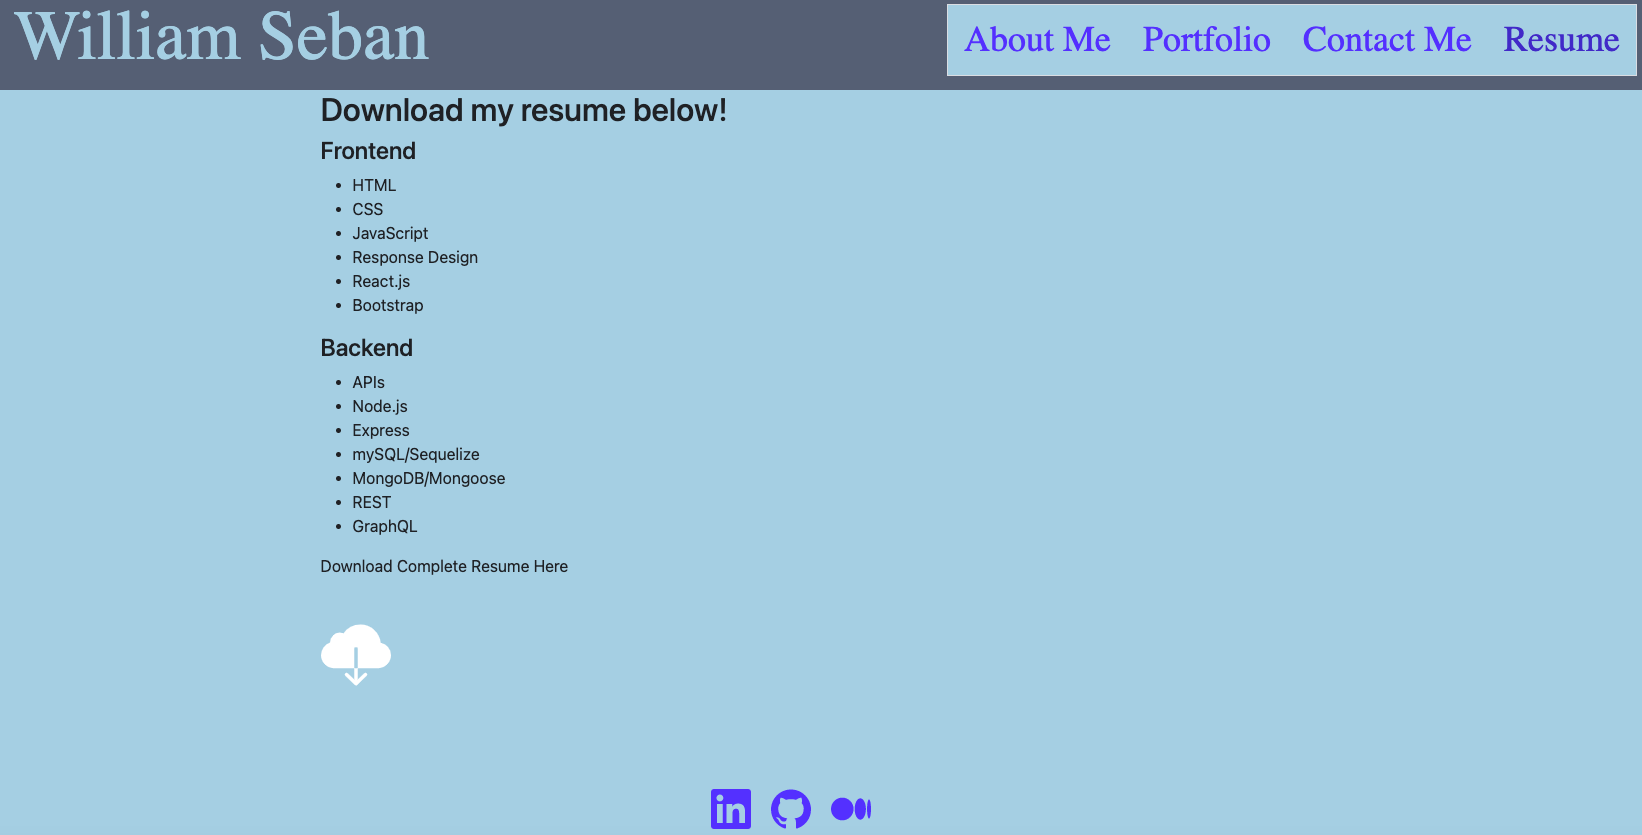 William Seban
About Me Portfolio Contact Me Resume
Download my resume below!
Frontend
HTML
CSS
JavaScript
Response Design
React.js
Bootstrap
Backend
APIs
Node.js
Express
mySQL/Sequelize
MongoDB/Mongoose
REST
GraphQL
Download Complete Resume Here
in